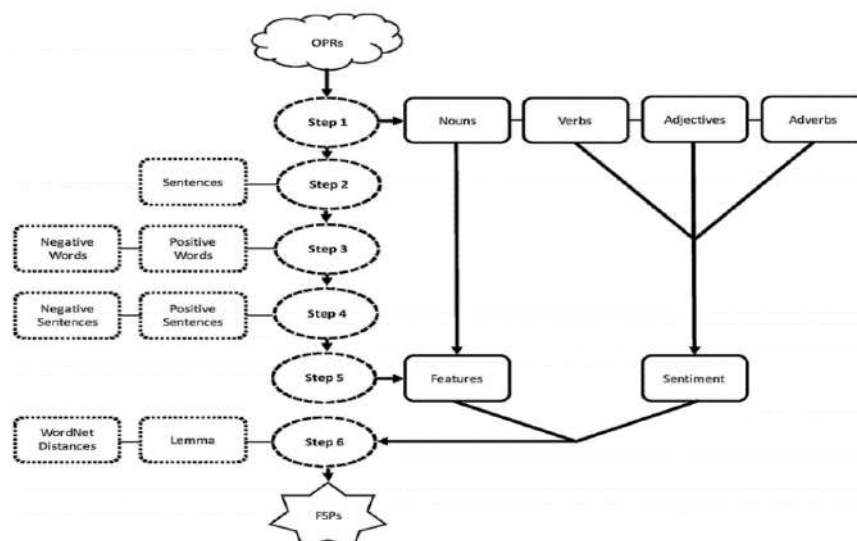 OPRs
Step 1
Nouns
Verbs
Adjectives
Adverbs
Sentences
Step 2
Negative
Words
Positive
Words
Step 3
Negative
Sentences
Positive
Sentences
Step 4
Step 5
Features
Sentiment
WordNet
Distances
Lemma
Step 6
FSPs